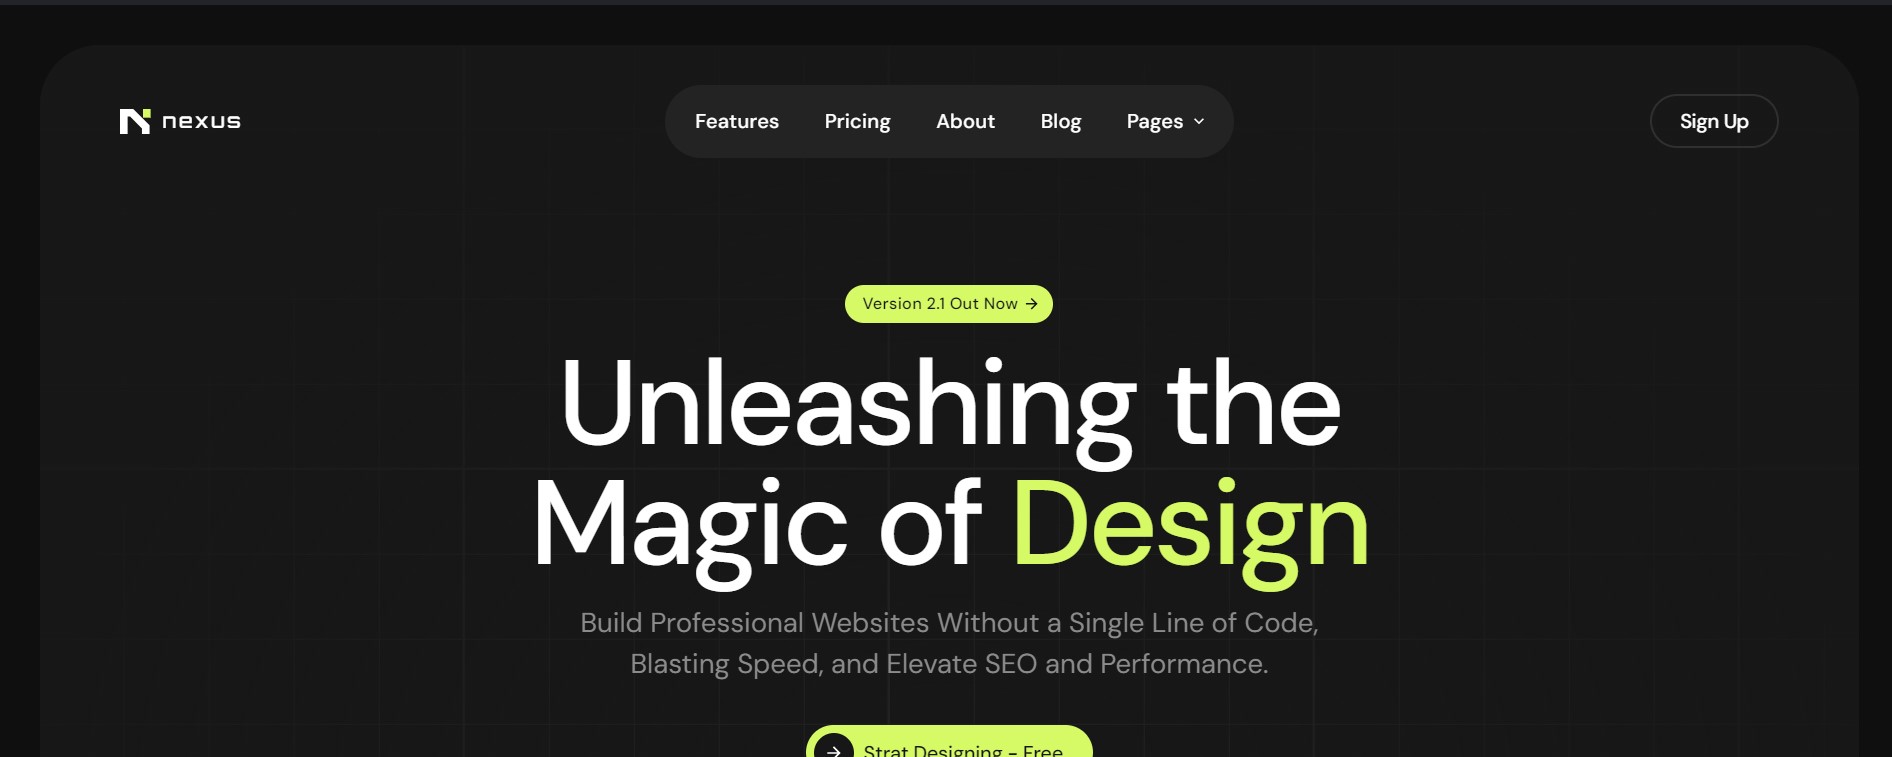 nexus
Features Pricing About Blog Pages
Sign Up
Version 2.1 Out Now →
Unleashing the
Magic of Design
Build Professional Websites Without a Single Line of Code,
Blasting Speed, and Elevate SEO and Performance.
Strat Designing - Free